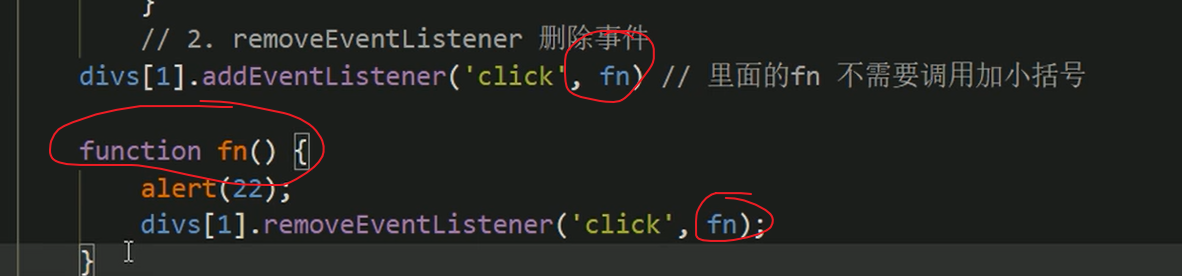 }
// 2. removeEventListener 删除事件
divs[1].addEventListener('click', fn) // 里面的fn 不需要调用加小括号
function fn() {
alert(22);
divs[1].removeEventListener('click', fn);
}